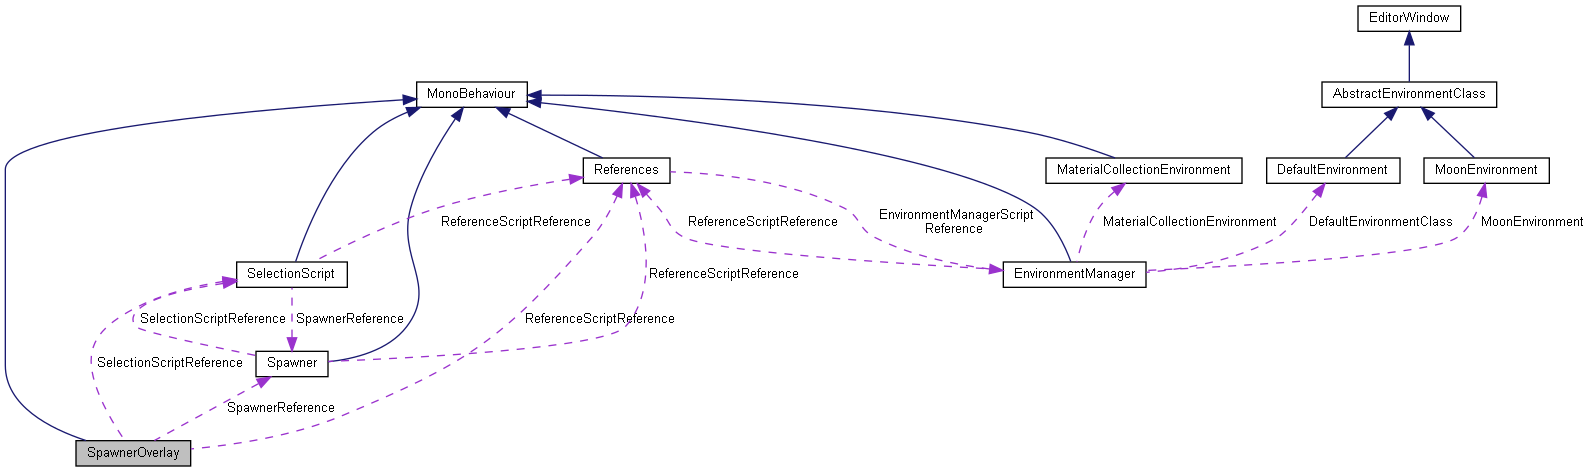 EditorWindow
MonoBehaviour
AbstractEnvironmentClass
References
MaterialCollectionEnvironment
DefaultEnvironment
MoonEnvironment
ReferenceScriptReference
ReferenceScriptReference
EnvironmentManagerScript
Reference
MaterialCollectionEnvironment
DefaultEnvironmentClass
MoonEnvironment
SelectionScript
ReferenceScriptReference
EnvironmentManager
SelectionScriptReference
SpawnerReference
ReferenceScriptReference
SelectionScriptReference
Spawner
SpawnerReference
SpawnerOverlay